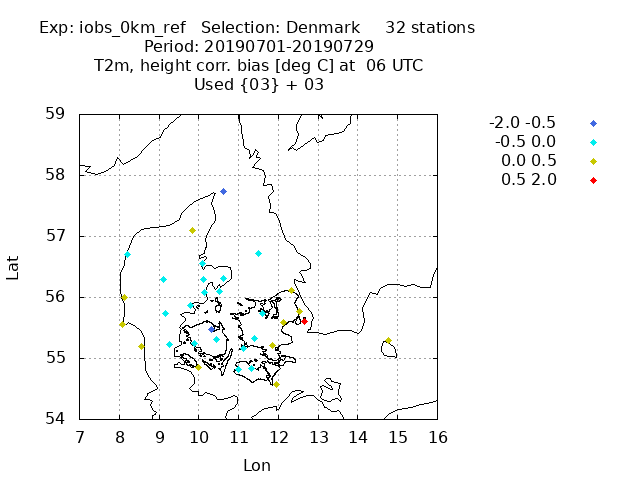 Exp: iobs_0km_ref   Selection: Denmark     32 stations
Period: 20190701-20190729
T2m, height corr. bias [deg C] at  06 UTC
Used {03} + 03
-2.0 -0.5
-0.5 0.0
0.0 0.5
0.5 2.0
59
58
57
56
55
54
Lat
7 8 9 10 11 12 13 14 15 16
Lon